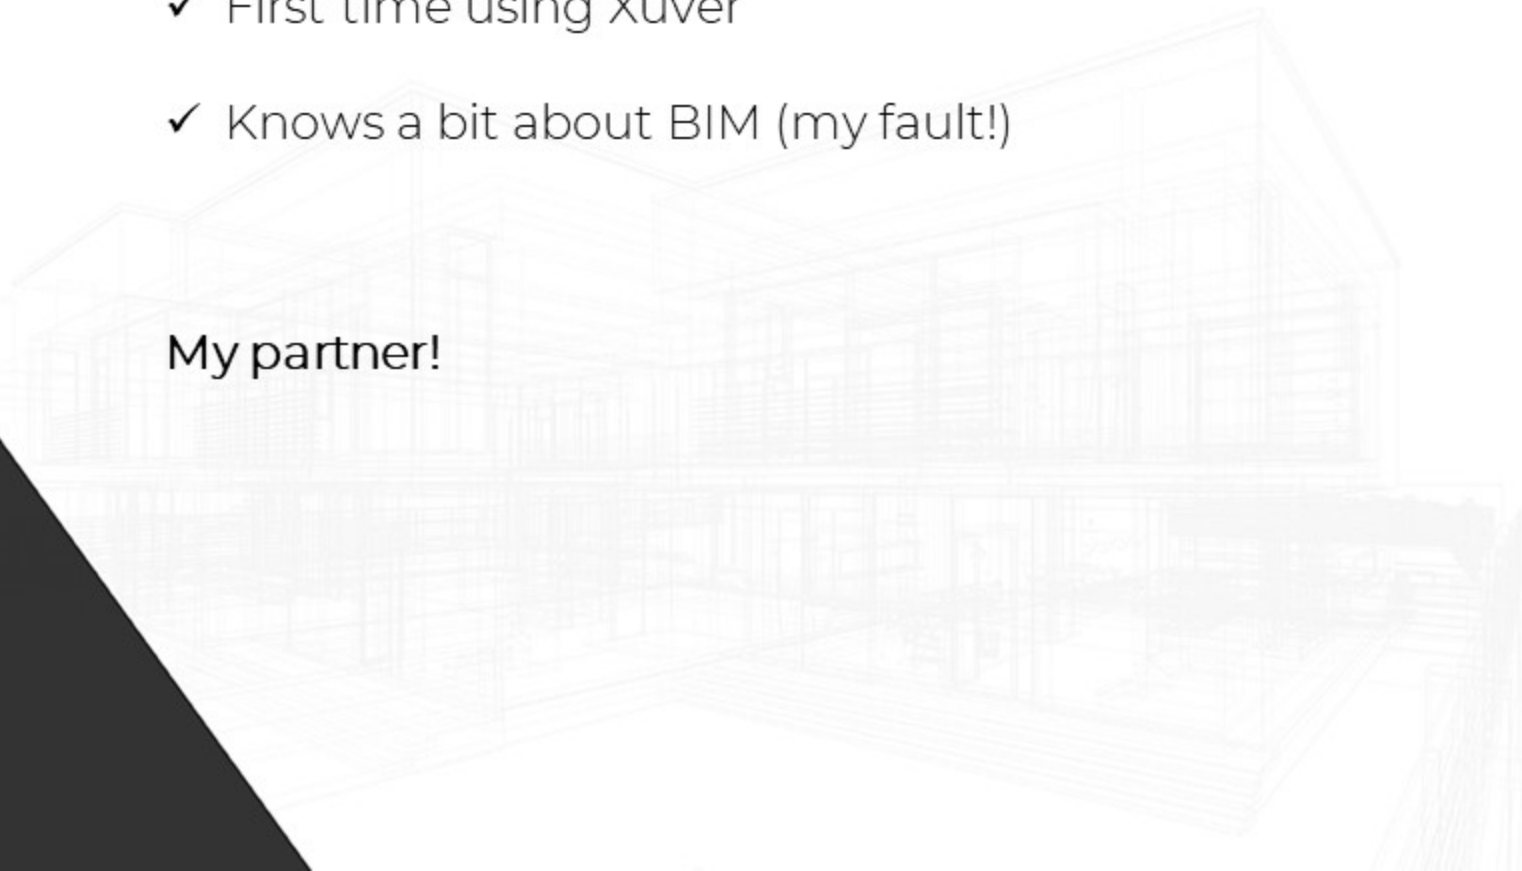 ✓ First time using Xuver
✓ Knows a bit about BIM (my fault!)
My partner!